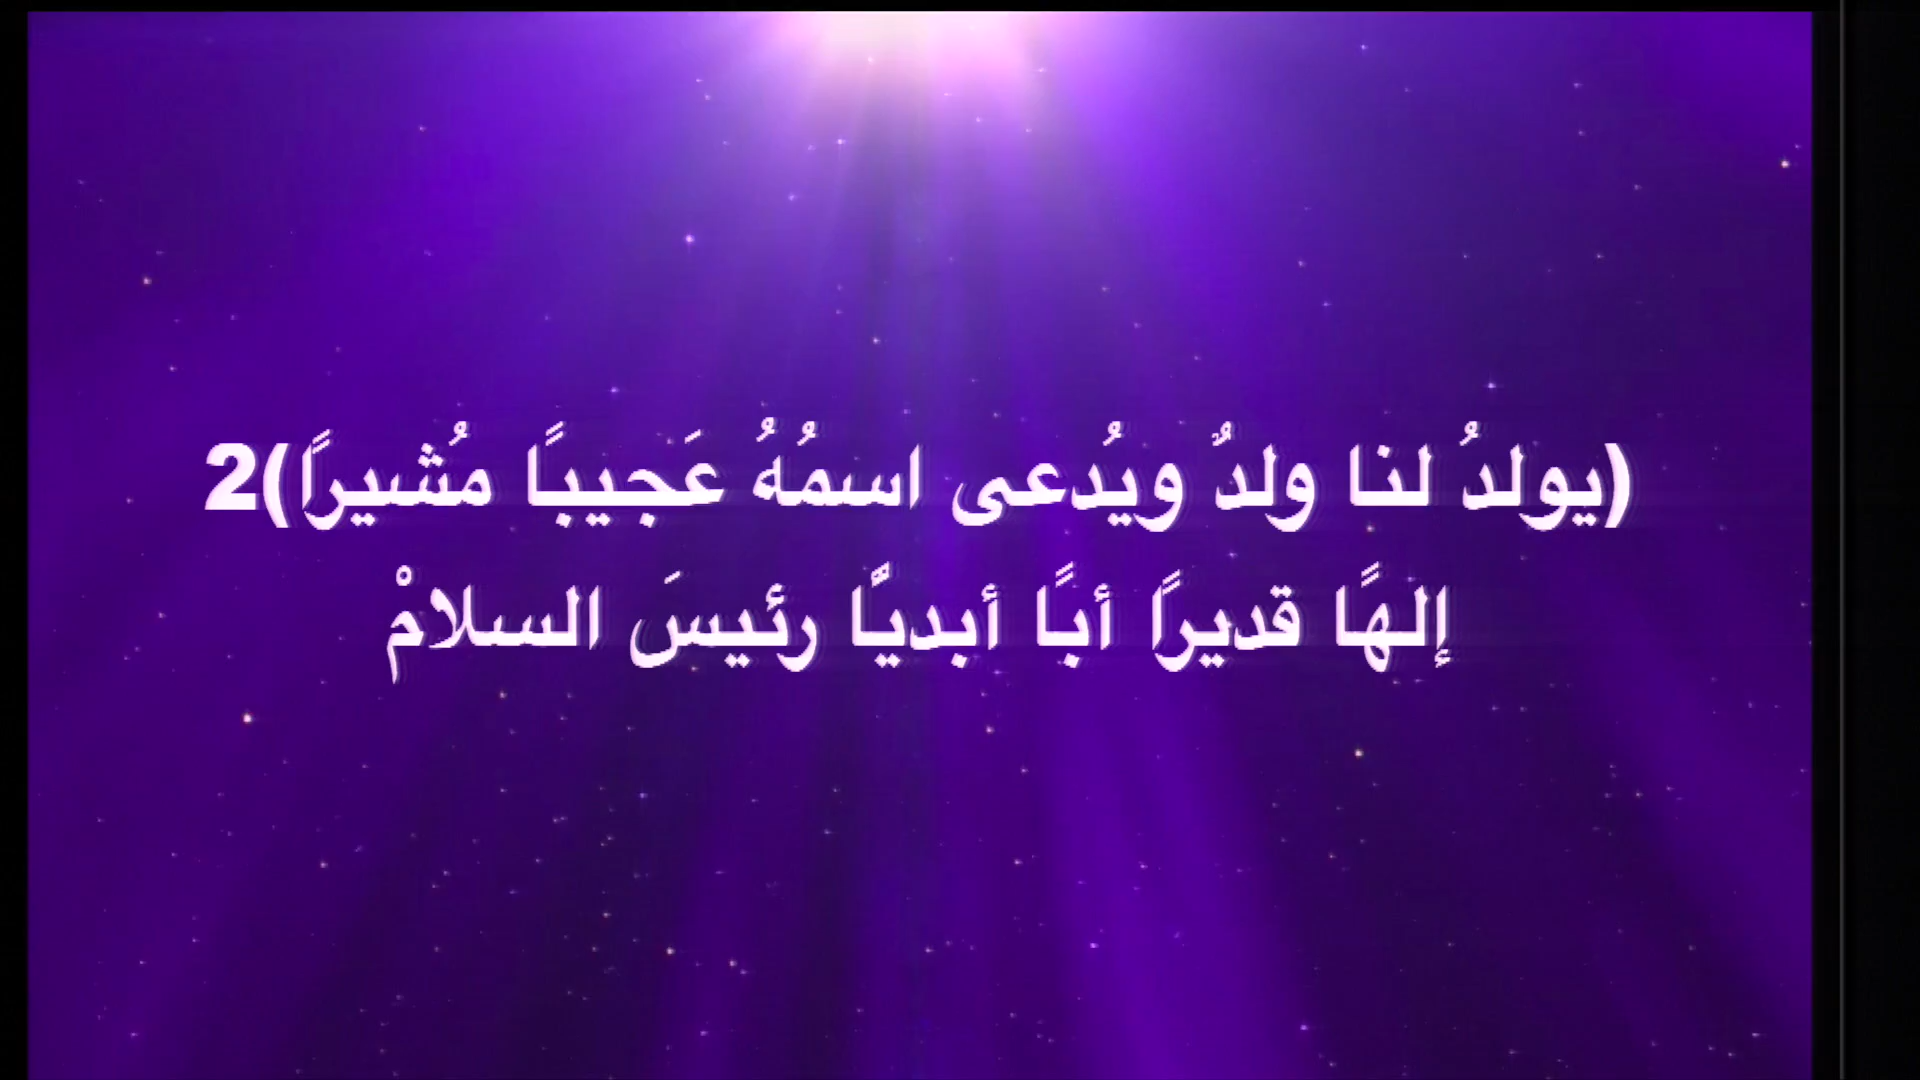 (يولدُ لنا ولدٌ ويُدعى اسمُهُ عَجيبًا مُشيرًا)2
إلهًا قديرًا أبًا أبديًّا رئيسَ السلامْ